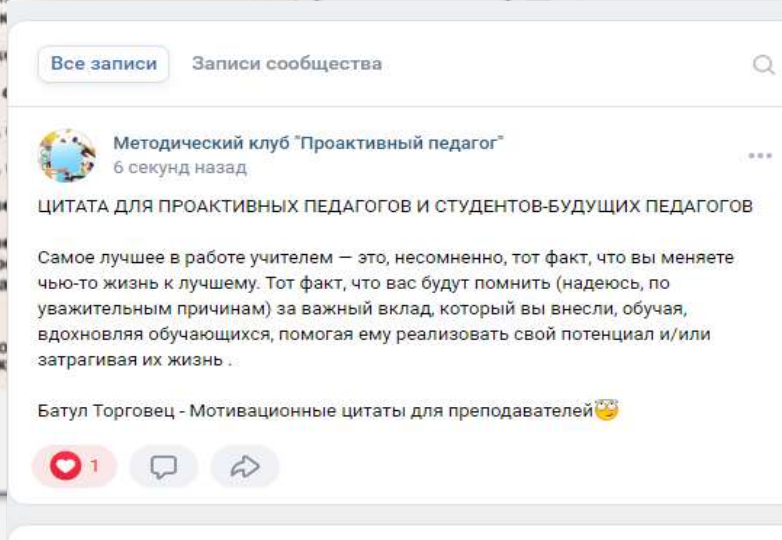 Все записи Записи сообщества
Методический клуб "Проактивный педагог"
6 секунд назад
ЦИТАТА ДЛЯ ПРОАКТИВНЫХ ПЕДАГОГОВ И СТУДЕНТОВ-БУДУЩИХ ПЕДАГОГОВ
Самое лучшее в работе учителем — это, несомненно, тот факт, что вы меняете
чью-то жизнь к лучшему. Тот факт, что вас будут помнить (надеюсь, по
уважительным причинам) за важный вклад, который вы внесли, обучая,
вдохновляя обучающихся, помогая ему реализовать свой потенциал и/или
затрагивая их жизнь .
Батул Торговец - Мотивационные цитаты для преподавателей😇
1